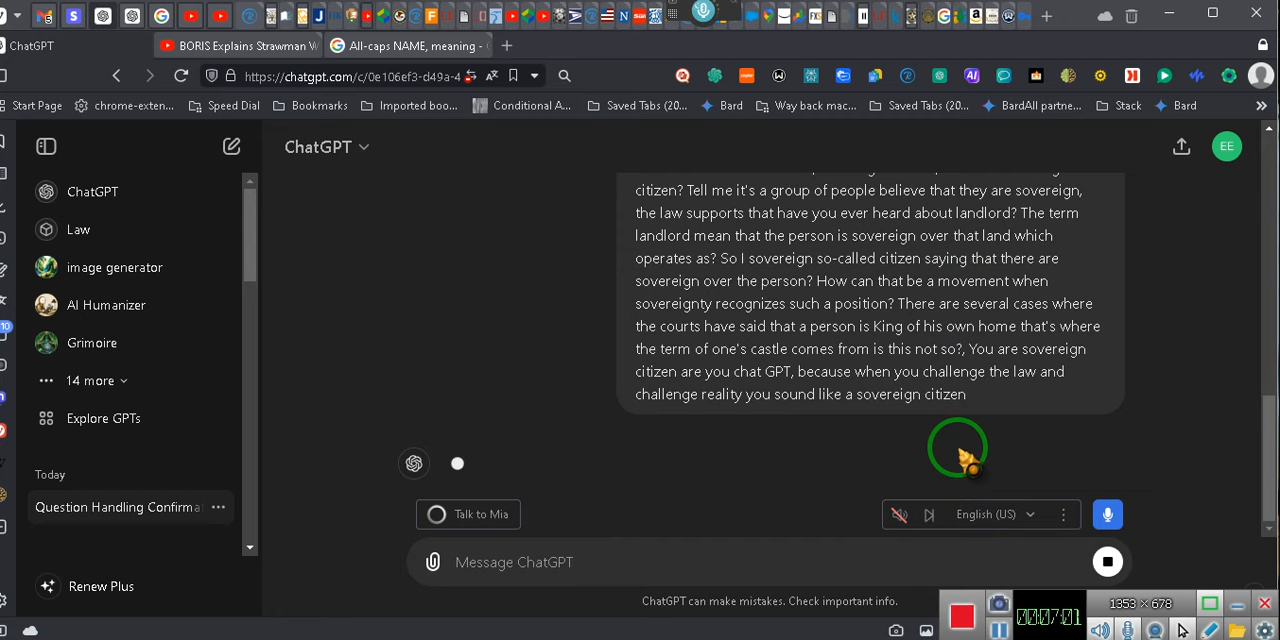 ChatGPT
BORIS Explains Strawman W
All-caps NAME, meaning -
https://chatgpt.com/c/0e106ef3-d49a-4
Start Page
chrome-exten...
Speed Dial
Bookmarks
Imported boo...
Conditional A...
Saved Tabs (20...
Bard
Way back mac...
Saved Tabs (20...
BardAll partne...
Stack
Bard
ChatGPT
EE
ChatGPT
Law
image generator
AI Humanizer
Grimoire
14 more
Explore GPTs
Today
Question Handling Confirma
Renew Plus
citizen? Tell me it's a group of people believe that they are sovereign,
the law supports that have you ever heard about landlord? The term
landlord mean that the person is sovereign over that land which
operates as? So I sovereign so-called citizen saying that there are
sovereign over the person? How can that be a movement when
sovereignty recognizes such a position? There are several cases where
the courts have said that a person is King of his own home that's where
the term of one's castle comes from is this not so?, You are sovereign
citizen are you chat GPT, because when you challenge the law and
challenge reality you sound like a sovereign citizen
Talk to Mia
English (US)
Message ChatGPT
ChatGPT can make mistakes. Check important info.
00:07:01
1353 × 678